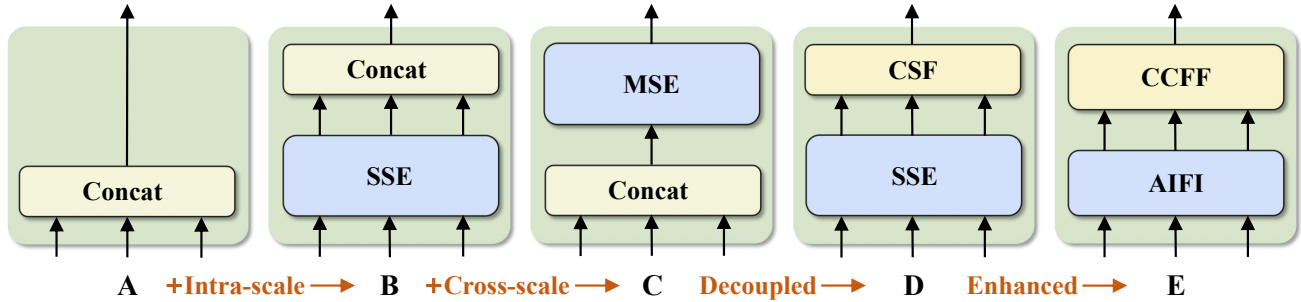 Concat
Concat
SSE
MSE
Concat
CSF
SSE
CCFF
AIFI
A +Intra-scale B +Cross-scale C Decoupled D Enhanced E